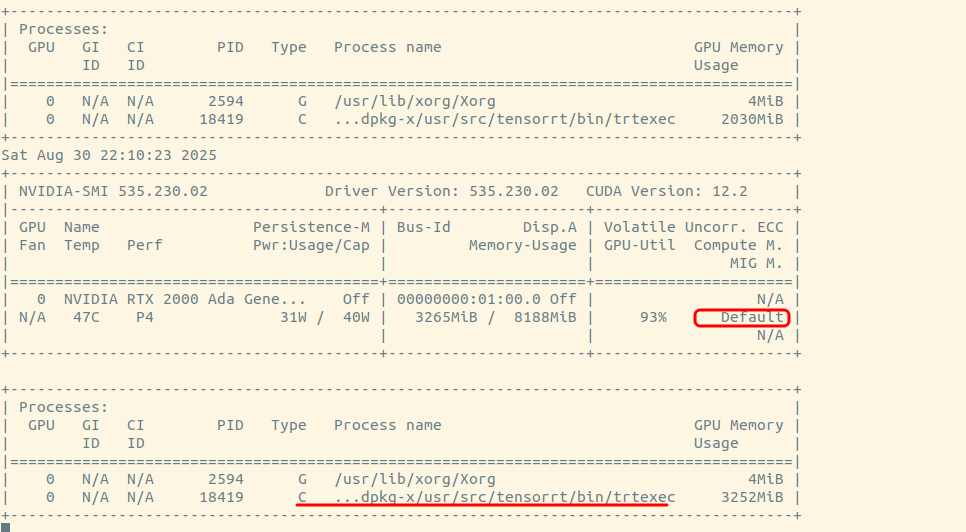 +-----------------------------------------------------------------------------------------+
| Processes: |
| GPU GI CI PID Type Process name GPU Memory |
| ID ID Usage |
|=========================================================================================|
| 0 N/A N/A 2594 G /usr/lib/xorg/Xorg 4MiB |
| 0 N/A N/A 18419 C ...dpkg-x/usr/src/tensorrt/bin/trtexec 2030MiB |
+-----------------------------------------------------------------------------------------+
Sat Aug 30 22:10:23 2025
+-----------------------------------------------------------------------------------------+
| NVIDIA-SMI 535.230.02 Driver Version: 535.230.02 CUDA Version: 12.2 |
|-----------------------------------------+----------------------+----------------------+
| GPU Name Persistence-M | Bus-Id Disp.A | Volatile Uncorr. ECC |
| Fan Temp Perf Pwr:Usage/Cap | Memory-Usage | GPU-Util Compute M. |
| | | MIG M. |
|=========================================+======================+======================|
| 0 NVIDIA RTX 2000 Ada Gene... Off | 00000000:01:00.0 Off | N/A |
| N/A 47C P4 31W / 40W | 3265MiB / 8188MiB | 93% Default |
| | | N/A |
+-----------------------------------------+----------------------+----------------------+
+-----------------------------------------------------------------------------------------+
| Processes: |
| GPU GI CI PID Type Process name GPU Memory |
| ID ID Usage |
|=========================================================================================|
| 0 N/A N/A 2594 G /usr/lib/xorg/Xorg 4MiB |
| 0 N/A N/A 18419 C ...dpkg-x/usr/src/tensorrt/bin/trtexec 3252MiB |
+-----------------------------------------------------------------------------------------+